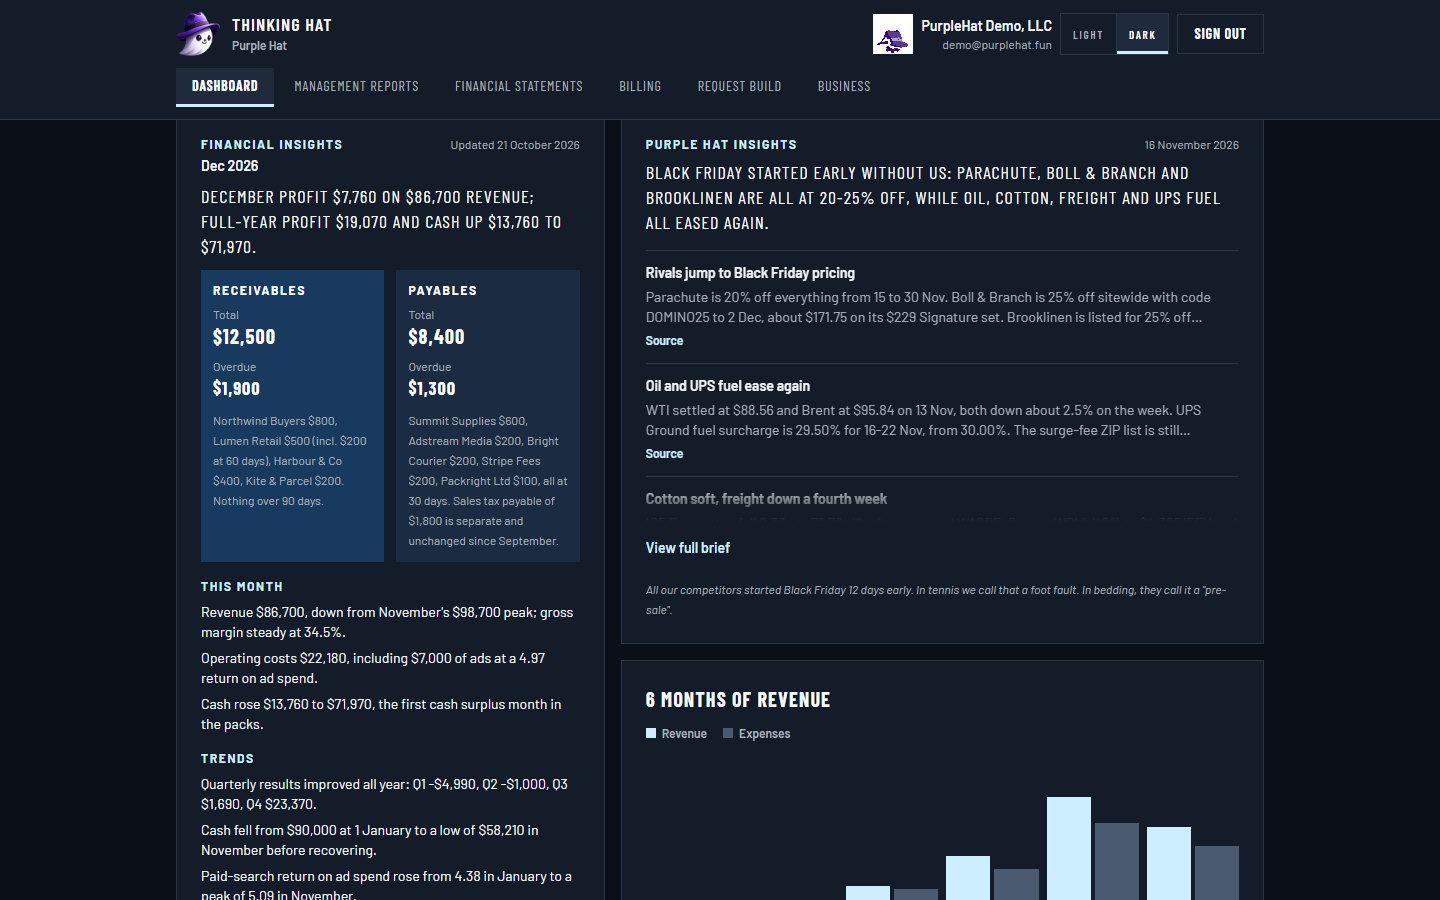 THINKING HAT
Purple Hat
PurpleHat Demo, LLC
demo@purplehat.fun
LIGHT
DARK
SIGN OUT
DASHBOARD
MANAGEMENT REPORTS
FINANCIAL STATEMENTS
BILLING
REQUEST BUILD
BUSINESS
FINANCIAL INSIGHTS
Updated 21 October 2026
Dec 2026
DECEMBER PROFIT $7,760 ON $86,700 REVENUE;
FULL-YEAR PROFIT $19,070 AND CASH UP $13,760 TO
$71,970.
RECEIVABLES
Total
$12,500
Overdue
$1,900
Northwind Buyers $800,
Lumen Retail $500 (incl. $200
at 60 days), Harbour & Co
$400, Kite & Parcel $200.
Nothing over 90 days.
PAYABLES
Total
$8,400
Overdue
$1,300
Summit Supplies $600,
Adstream Media $200, Bright
Courier $200, Stripe Fees
$200, Packright Ltd $100, all at
30 days. Sales tax payable of
$1,800 is separate and
unchanged since September.
THIS MONTH
Revenue $86,700, down from November's $98,700 peak; gross
margin steady at 34.5%.
Operating costs $22,180, including $7,000 of ads at a 4.97
return on ad spend.
Cash rose $13,760 to $71,970, the first cash surplus month in
the packs.
TRENDS
Quarterly results improved all year: Q1 -$4,990, Q2 -$1,000, Q3
$1,690, Q4 $23,370.
Cash fell from $90,000 at 1 January to a low of $58,210 in
November before recovering.
Paid-search return on ad spend rose from 4.38 in January to a
peak of 5.09 in November.
PURPLE HAT INSIGHTS
16 November 2026
BLACK FRIDAY STARTED EARLY WITHOUT US: PARACHUTE, BOLL & BRANCH AND
BROOKLINEN ARE ALL AT 20-25% OFF, WHILE OIL, COTTON, FREIGHT AND UPS FUEL
ALL EASED AGAIN.
Rivals jump to Black Friday pricing
Parachute is 20% off everything from 15 to 30 Nov. Boll & Branch is 25% off sitewide with code
DOMINO25 to 2 Dec, about $171.75 on its $229 Signature set. Brooklinen is listed for 25% off...
Source
Oil and UPS fuel ease again
WTI settled at $88.56 and Brent at $95.84 on 13 Nov, both down about 2.5% on the week. UPS
Ground fuel surcharge is 29.50% for 16-22 Nov, from 30.00%. The surge-fee ZIP list is still...
Source
Cotton soft, freight down a fourth week
View full brief
All our competitors started Black Friday 12 days early. In tennis we call that a foot fault. In bedding, they call it a "pre-
sale".
6 MONTHS OF REVENUE
Revenue
Expenses